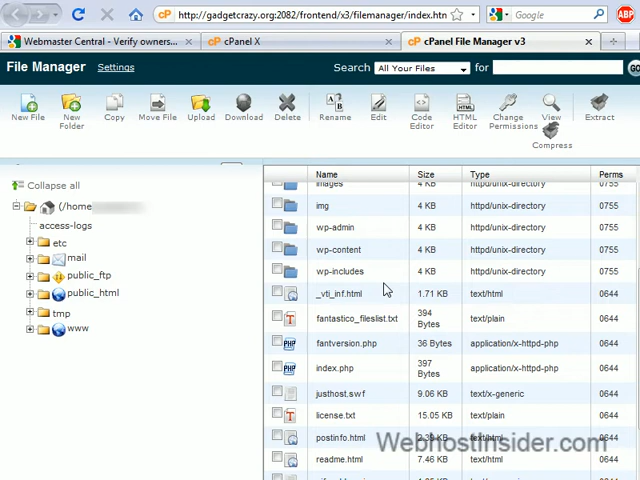 http://gadgetcrazy.org:2082/frontend/x3/filemanager/index.htn
Google
ABP
Webmaster Central - Verify owners...
cPanel X
cPanel File Manager v3
File Manager
Settings
Search
All Your Files
for
GO
New File
New Folder
Copy
Move File
Upload
Download
Delete
Rename
Edit
Code Editor
HTML Editor
Change Permissions
View
Extract
Compress
Collapse all
(/home
access-logs
etc
mail
public_ftp
public_html
tmp
www
Name Size Type Perms
images 4 KB httpd/unix-directory 0755
img 4 KB httpd/unix-directory 0755
wp-admin 4 KB httpd/unix-directory 0755
wp-content 4 KB httpd/unix-directory 0755
wp-includes 4 KB httpd/unix-directory 0755
_vti_inf.html 1.71 KB text/html 0644
fantastico_fileslist.txt 394 Bytes text/plain 0644
fantversion.php 36 Bytes application/x-httpd-php 0644
index.php 397 Bytes application/x-httpd-php 0644
justhost.swf 9.06 KB text/x-generic 0644
license.txt 15.05 KB text/plain 0644
postinfo.html 2.39 KB text/html 0644
readme.html 7.46 KB text/html 0644
Webhostinsider.com